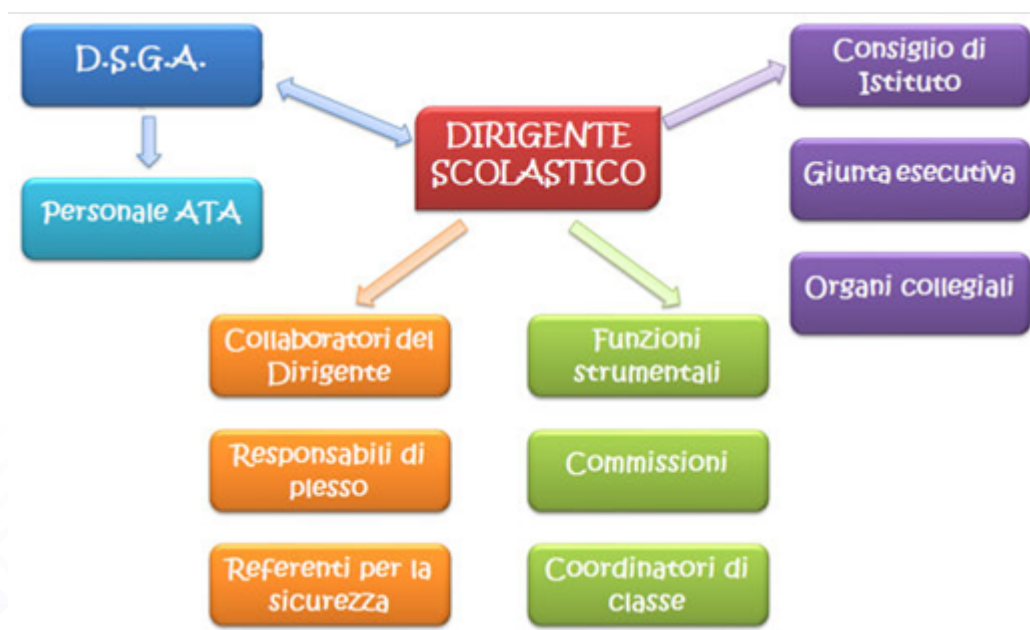 D.S.G.A.
Personale ATA
DIRIGENTE
SCOLASTICO
Consiglio di
Istituto
Giunta esecutiva
Organi collegiali
Collaboratori del
Dirigente
Responsabili di
plesso
Referenti per la
sicurezza
Funzioni
strumentali
Commissioni
Coordinatori di
classe